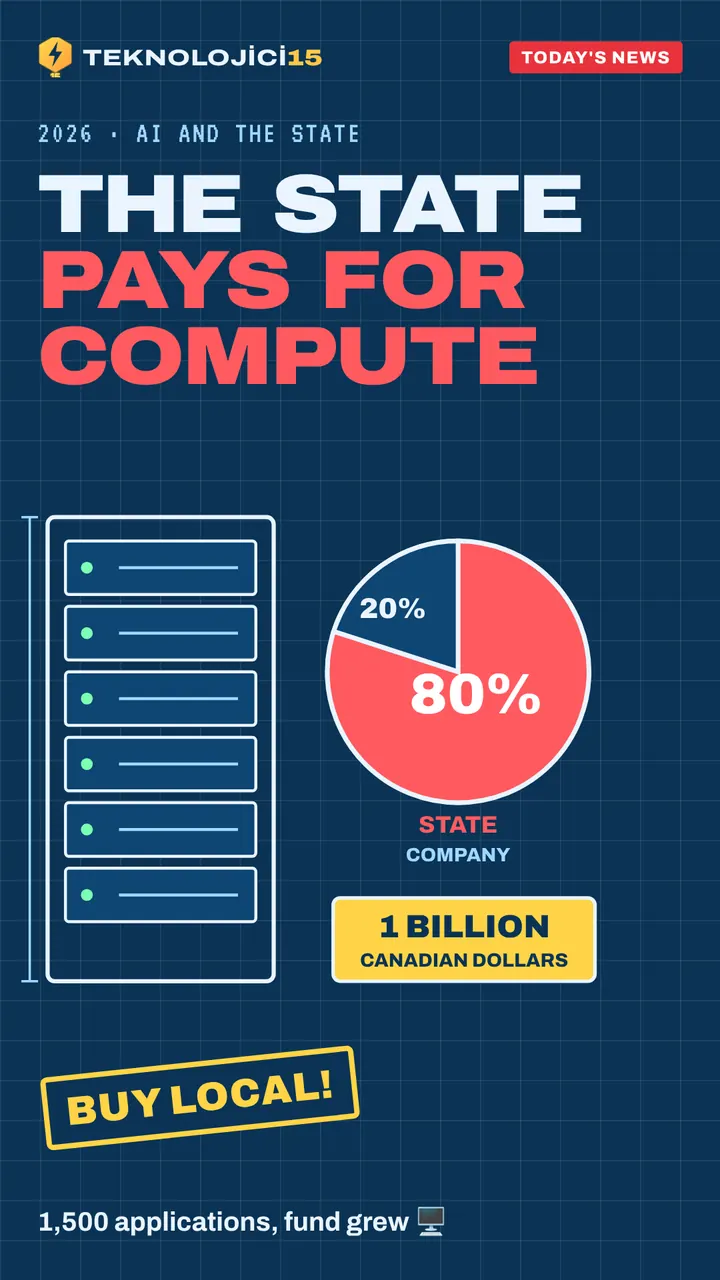 TEKNOLOJİCİ15
TODAY'S NEWS
2026 · AI AND THE STATE
THE STATE
PAYS FOR
COMPUTE
20%
80%
STATE
COMPANY
1 BILLION
CANADIAN DOLLARS
BUY LOCAL!
1,500 applications, fund grew 🖥️